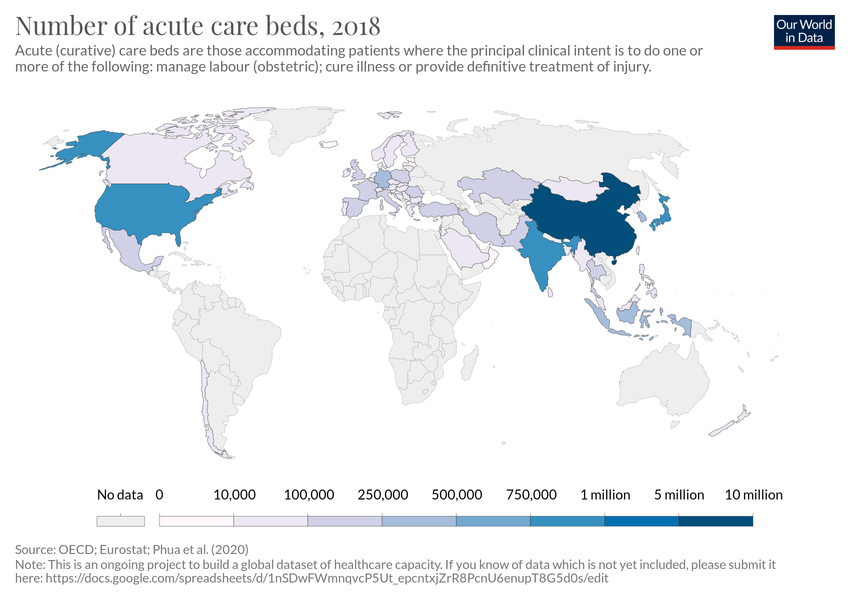 Number of acute care beds, 2018
Our World
in Data
Acute (curative) care beds are those accommodating patients where the principal clinical intent is to do one or
more of the following: manage labour (obstetric); cure illness or provide definitive treatment of injury.
No data 0 10,000 100,000 250,000 500,000 750,000 1 million 5 million 10 million
Source: OECD; Eurostat; Phua et al. (2020)
Note: This is an ongoing project to build a global dataset of healthcare capacity. If you know of data which is not yet included, please submit it
here: https://docs.google.com/spreadsheets/d/1nSDwFWmnqvcP5Ut_epcntxjZrR8PcnU6enupT8G5d0s/edit